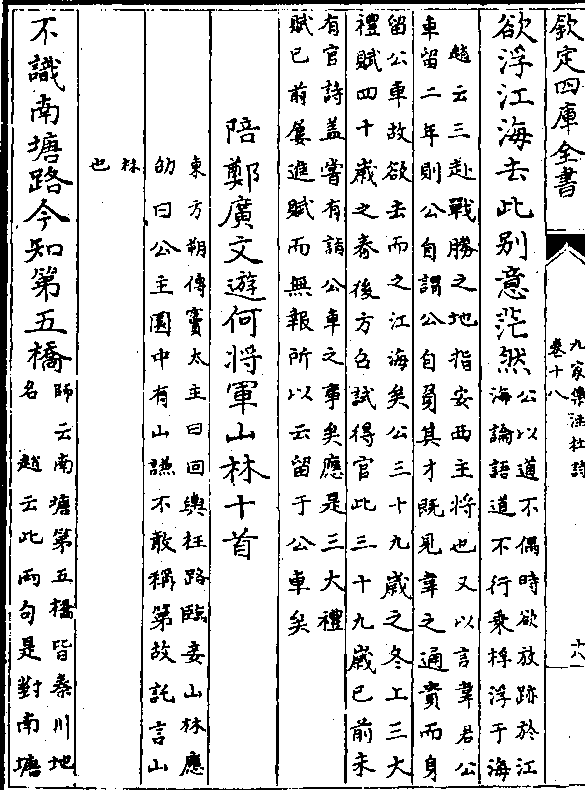 欽定四庫全書
九家集注杜詩
卷十八
十八
欲浮江海去此别意茫然
公以道不偶時欲放跡於江
海論語道不行乗桴浮于海
趙云三赴戰勝之地指安西主將也又以言韋君公
車留二年則公自謂公自負其才既見韋之通貴而身
留公車故欲去而之江海矣公三十九歲之冬上三大
禮賦四十歲之春後方召試得官此三十九歲已前未
有官詩盖嘗有詣公車之事矣應是三大禮
賦已前屢進賦而無報所以云留于公車矣
陪鄭廣文遊何將軍山林十首
東方朔傳竇太主曰回輿枉路臨妾山林應
劭曰公主園中有山謙不敢稱第故託言山
林
也
不識南塘路今知第五橋
師云南塘第五橋皆秦川地
名 趙云此兩句是對南塘